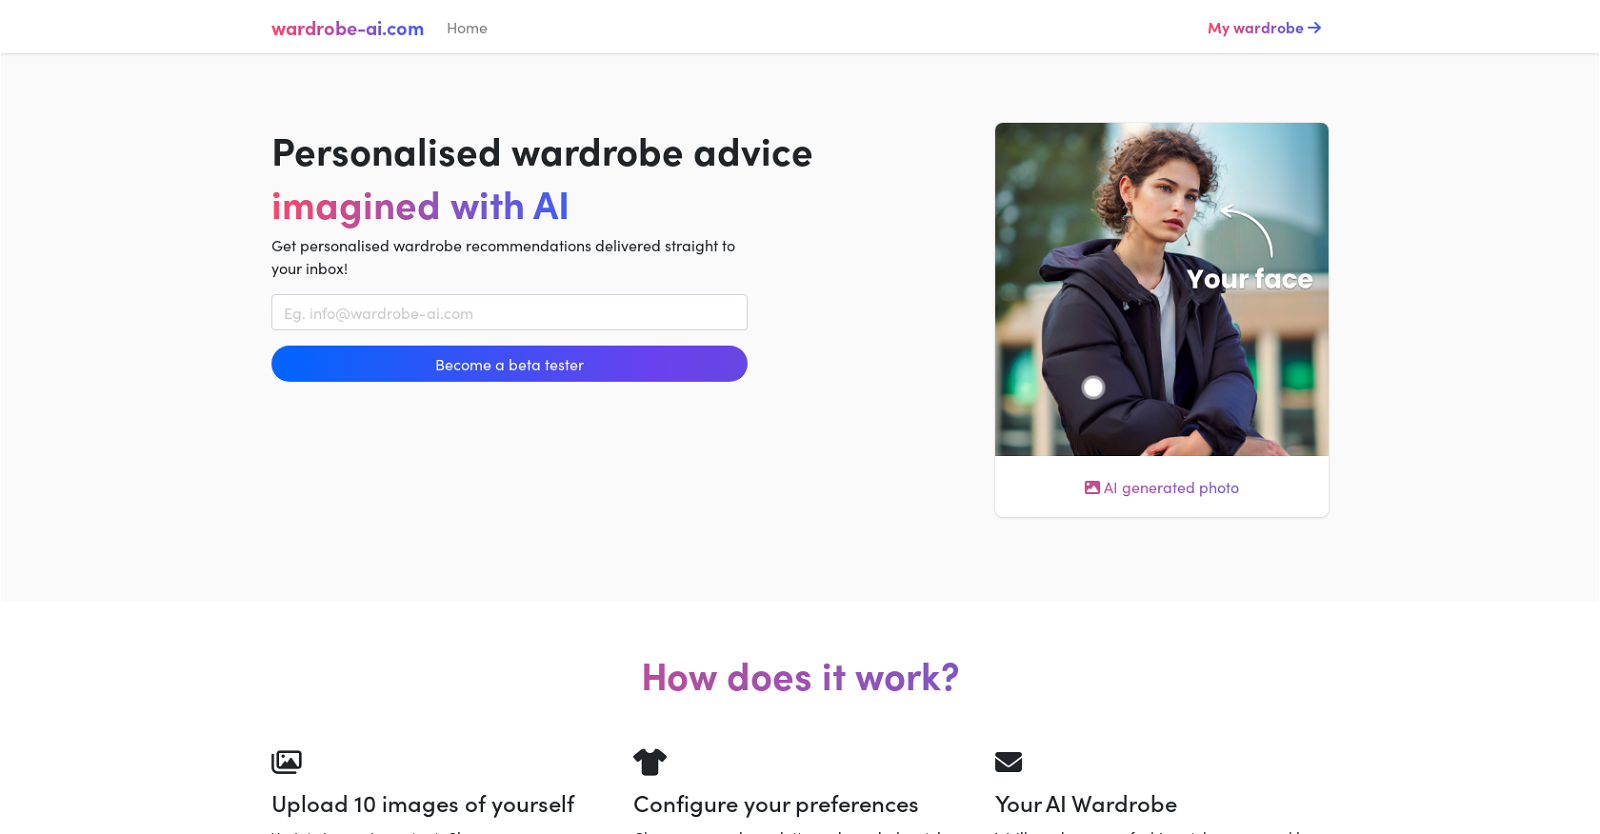 wardrobe-ai.com
Home
My wardrobe
Personalised wardrobe advice
imagined with AI
Get personalised wardrobe recommendations delivered straight to
your inbox!
Eg. info@wardrobe-ai.com
Become a beta tester
Your face
AI generated photo
How does it work?
Upload 10 images of yourself
Configure your preferences
Your AI Wardrobe